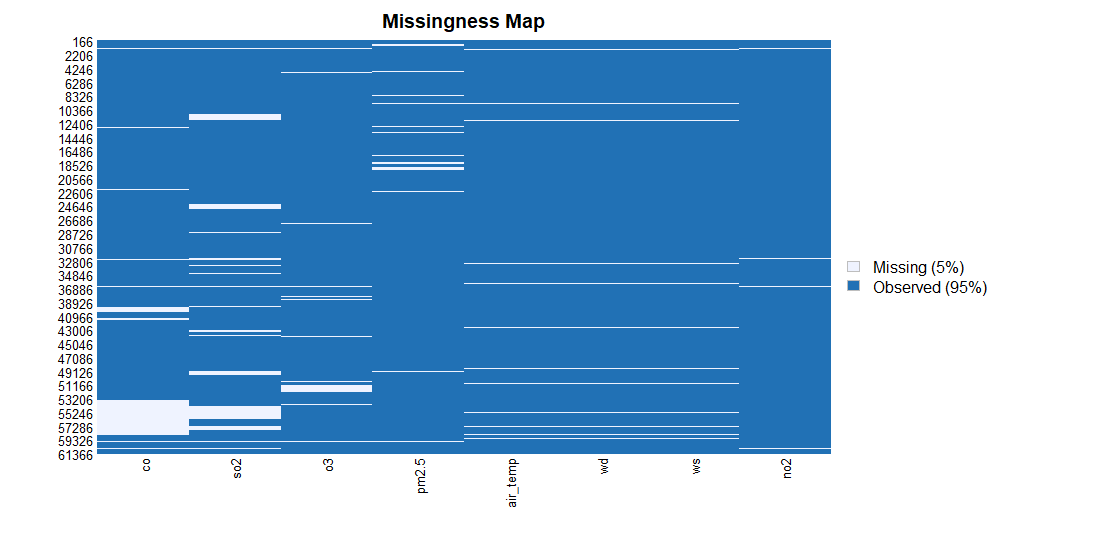 Missingness Map
166
2206
4246
6286
8326
10366
12406
14446
16486
18526
20566
22606
24646
26686
28726
30766
32806
34846
36886
38926
40966
43006
45046
47086
49126
51166
53206
55246
57286
59326
61366
Missing (5%)
Observed (95%)
co
so2
o3
pm2.5
air_temp
wd
ws
no2